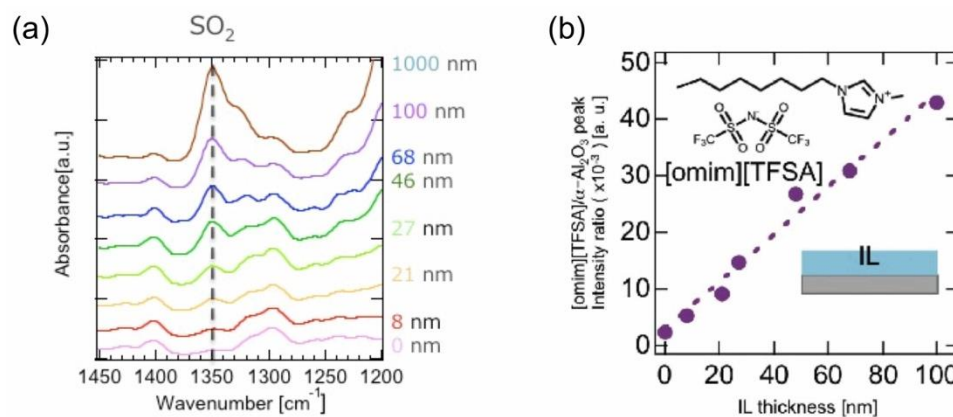 (a)
SO2
Absorbance[a.u.]
1000 nm
100 nm
68 nm
46 nm
27 nm
21 nm
8 nm
0 nm
1450 1400 1350 1300 1250 1200
Wavenumber [cm-1]
(b)
[omim][TFSA]/α-Al2O3 peak
Intensity ratio ( x10-3) [a. u.]
50
40
30
20
10
0
N
N+
O O
S N- S
F3C O O CF3
[omim][TFSA]
IL
0 20 40 60 80 100
IL thickness [nm]